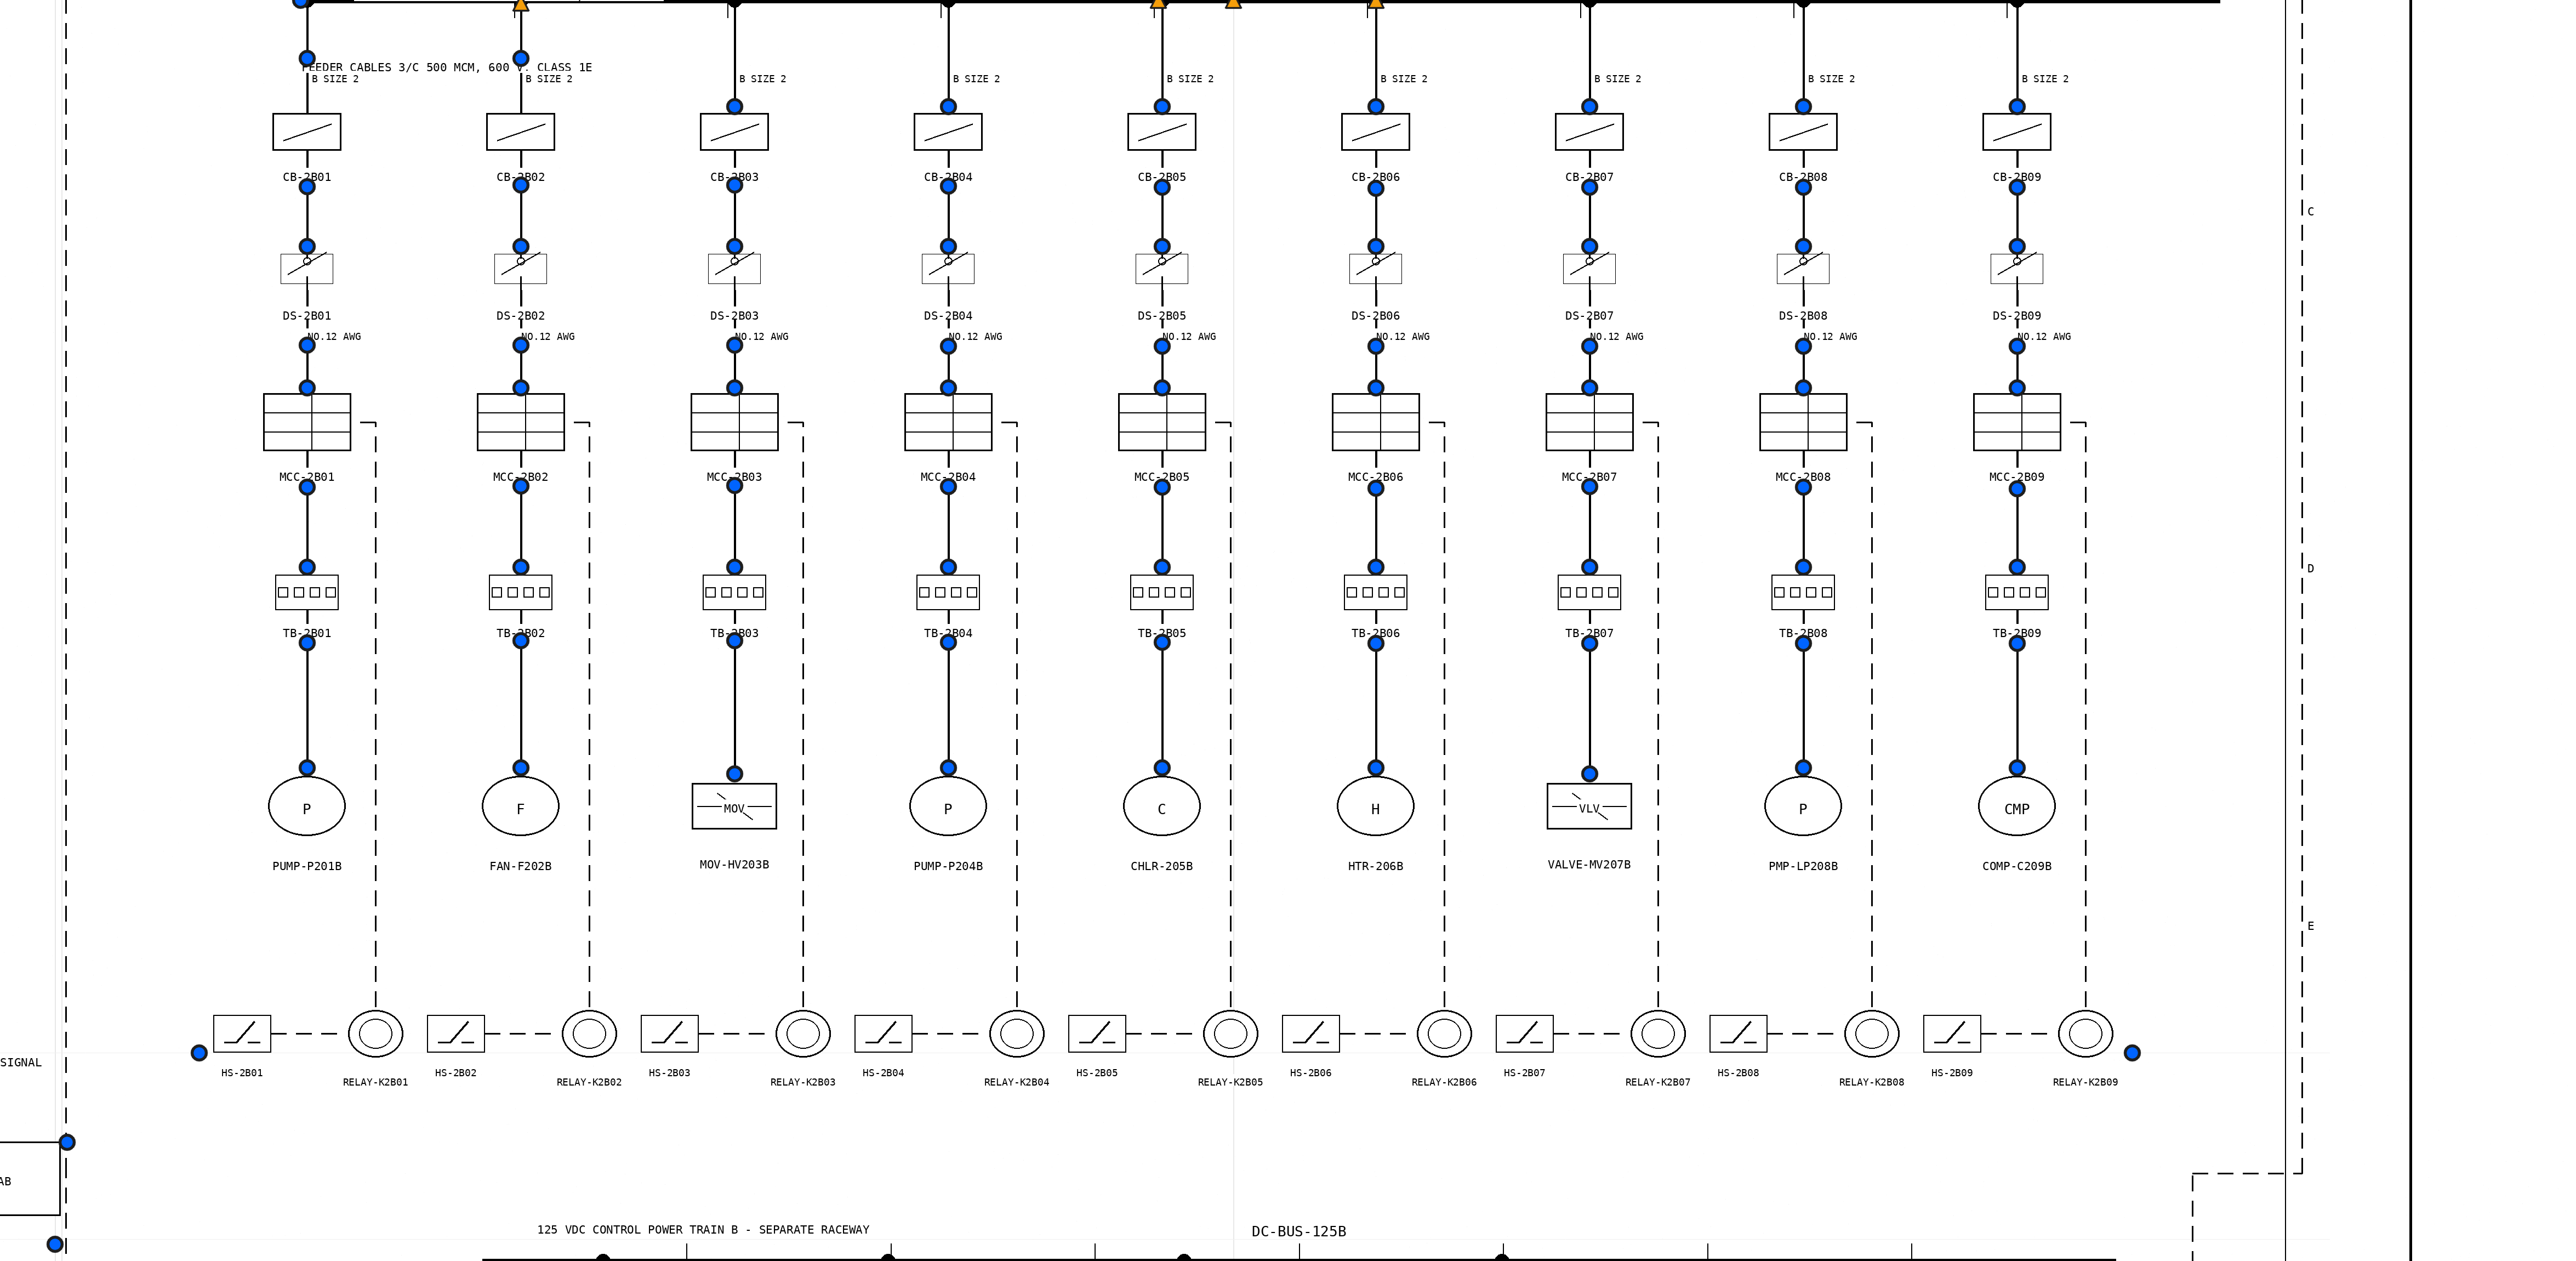 FEEDER CABLES 3/C 500 MCM, 600 V. CLASS 1E
B SIZE 2 B SIZE 2 B SIZE 2 B SIZE 2 B SIZE 2 B SIZE 2 B SIZE 2 B SIZE 2 B SIZE 2
CB-2B01 CB-2B02 CB-2B03 CB-2B04 CB-2B05 CB-2B06 CB-2B07 CB-2B08 CB-2B09
C
DS-2B01 DS-2B02 DS-2B03 DS-2B04 DS-2B05 DS-2B06 DS-2B07 DS-2B08 DS-2B09
NO.12 AWG NO.12 AWG NO.12 AWG NO.12 AWG NO.12 AWG NO.12 AWG NO.12 AWG NO.12 AWG NO.12 AWG
MCC-2B01 MCC-2B02 MCC-2B03 MCC-2B04 MCC-2B05 MCC-2B06 MCC-2B07 MCC-2B08 MCC-2B09
D
TB-2B01 TB-2B02 TB-2B03 TB-2B04 TB-2B05 TB-2B06 TB-2B07 TB-2B08 TB-2B09
P F MOV P C H VLV P CMP
PUMP-P201B FAN-F202B MOV-HV203B PUMP-P204B CHLR-205B HTR-206B VALVE-MV207B PMP-LP208B COMP-C209B
E
SIGNAL
HS-2B01 HS-2B02 HS-2B03 HS-2B04 HS-2B05 HS-2B06 HS-2B07 HS-2B08 HS-2B09
RELAY-K2B01 RELAY-K2B02 RELAY-K2B03 RELAY-K2B04 RELAY-K2B05 RELAY-K2B06 RELAY-K2B07 RELAY-K2B08 RELAY-K2B09
AB
125 VDC CONTROL POWER TRAIN B - SEPARATE RACEWAY
DC-BUS-125B